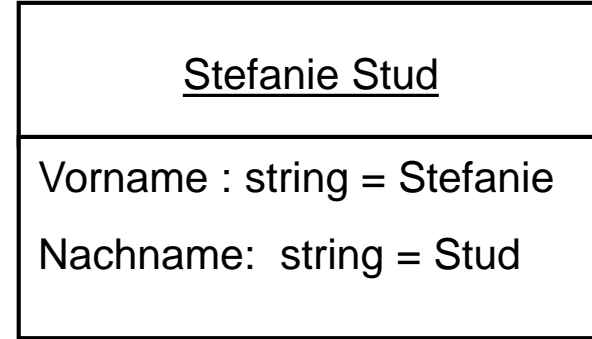 Stefanie Stud
Vorname : string = Stefanie
Nachname: string = Stud